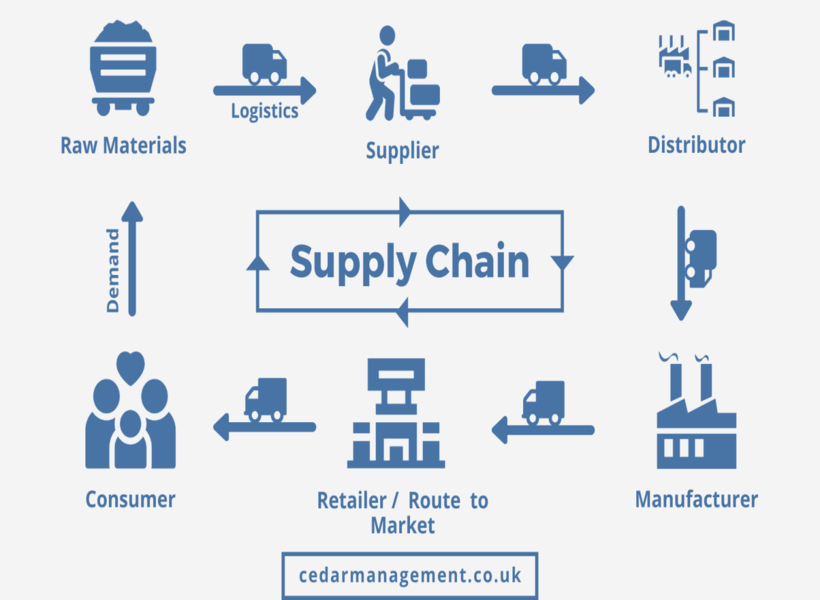 Logistics
Raw Materials
Supplier
Distributor
Demand
Supply Chain
Consumer
Retailer / Route to
Market
Manufacturer
cedarmanagement.co.uk